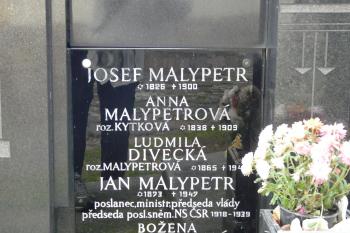 JOSEF MALYPETR
✩1826 ✝1900
ANNA
MALYPETROVÁ
roz.KYTKOVÁ ✩1838 ✝1909
LUDMILA
DIVECKÁ
roz.MALYPETROVÁ ✩1865
JAN MALYPETR
✩1873 ✝1947
poslanec,ministr,předseda vlády
předseda posl.sněm.NS ČSR 1918-1939
BOŽENA